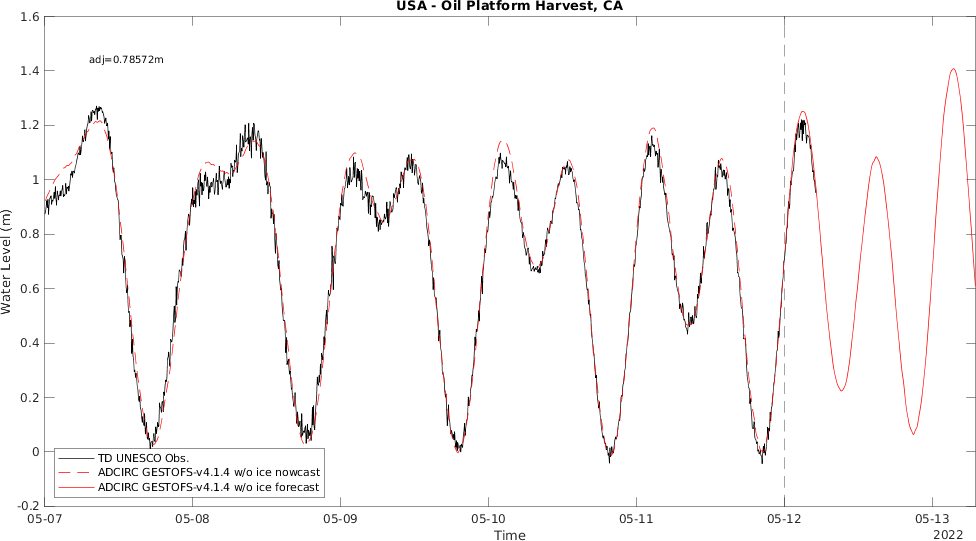 USA - Oil Platform Harvest, CA
1.6
1.4
1.2
1
0.8
0.6
0.4
0.2
0
-0.2
Water Level (m)
adj=0.78572m
TD UNESCO Obs.
ADCIRC GESTOFS-v4.1.4 w/o ice nowcast
ADCIRC GESTOFS-v4.1.4 w/o ice forecast
05-07 05-08 05-09 05-10 05-11 05-12 05-13
Time
2022